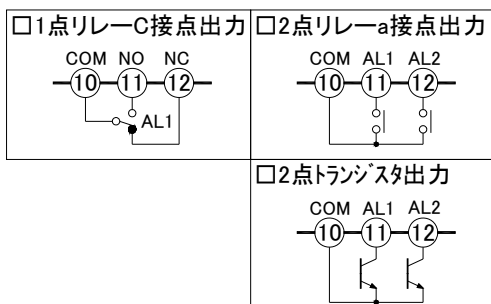 □1点リレーC接点出力
COM NO NC
10 11 12
AL1
□2点リレーa接点出力
COM AL1 AL2
10 11 12
□2点トランジスタ出力
COM AL1 AL2
10 11 12